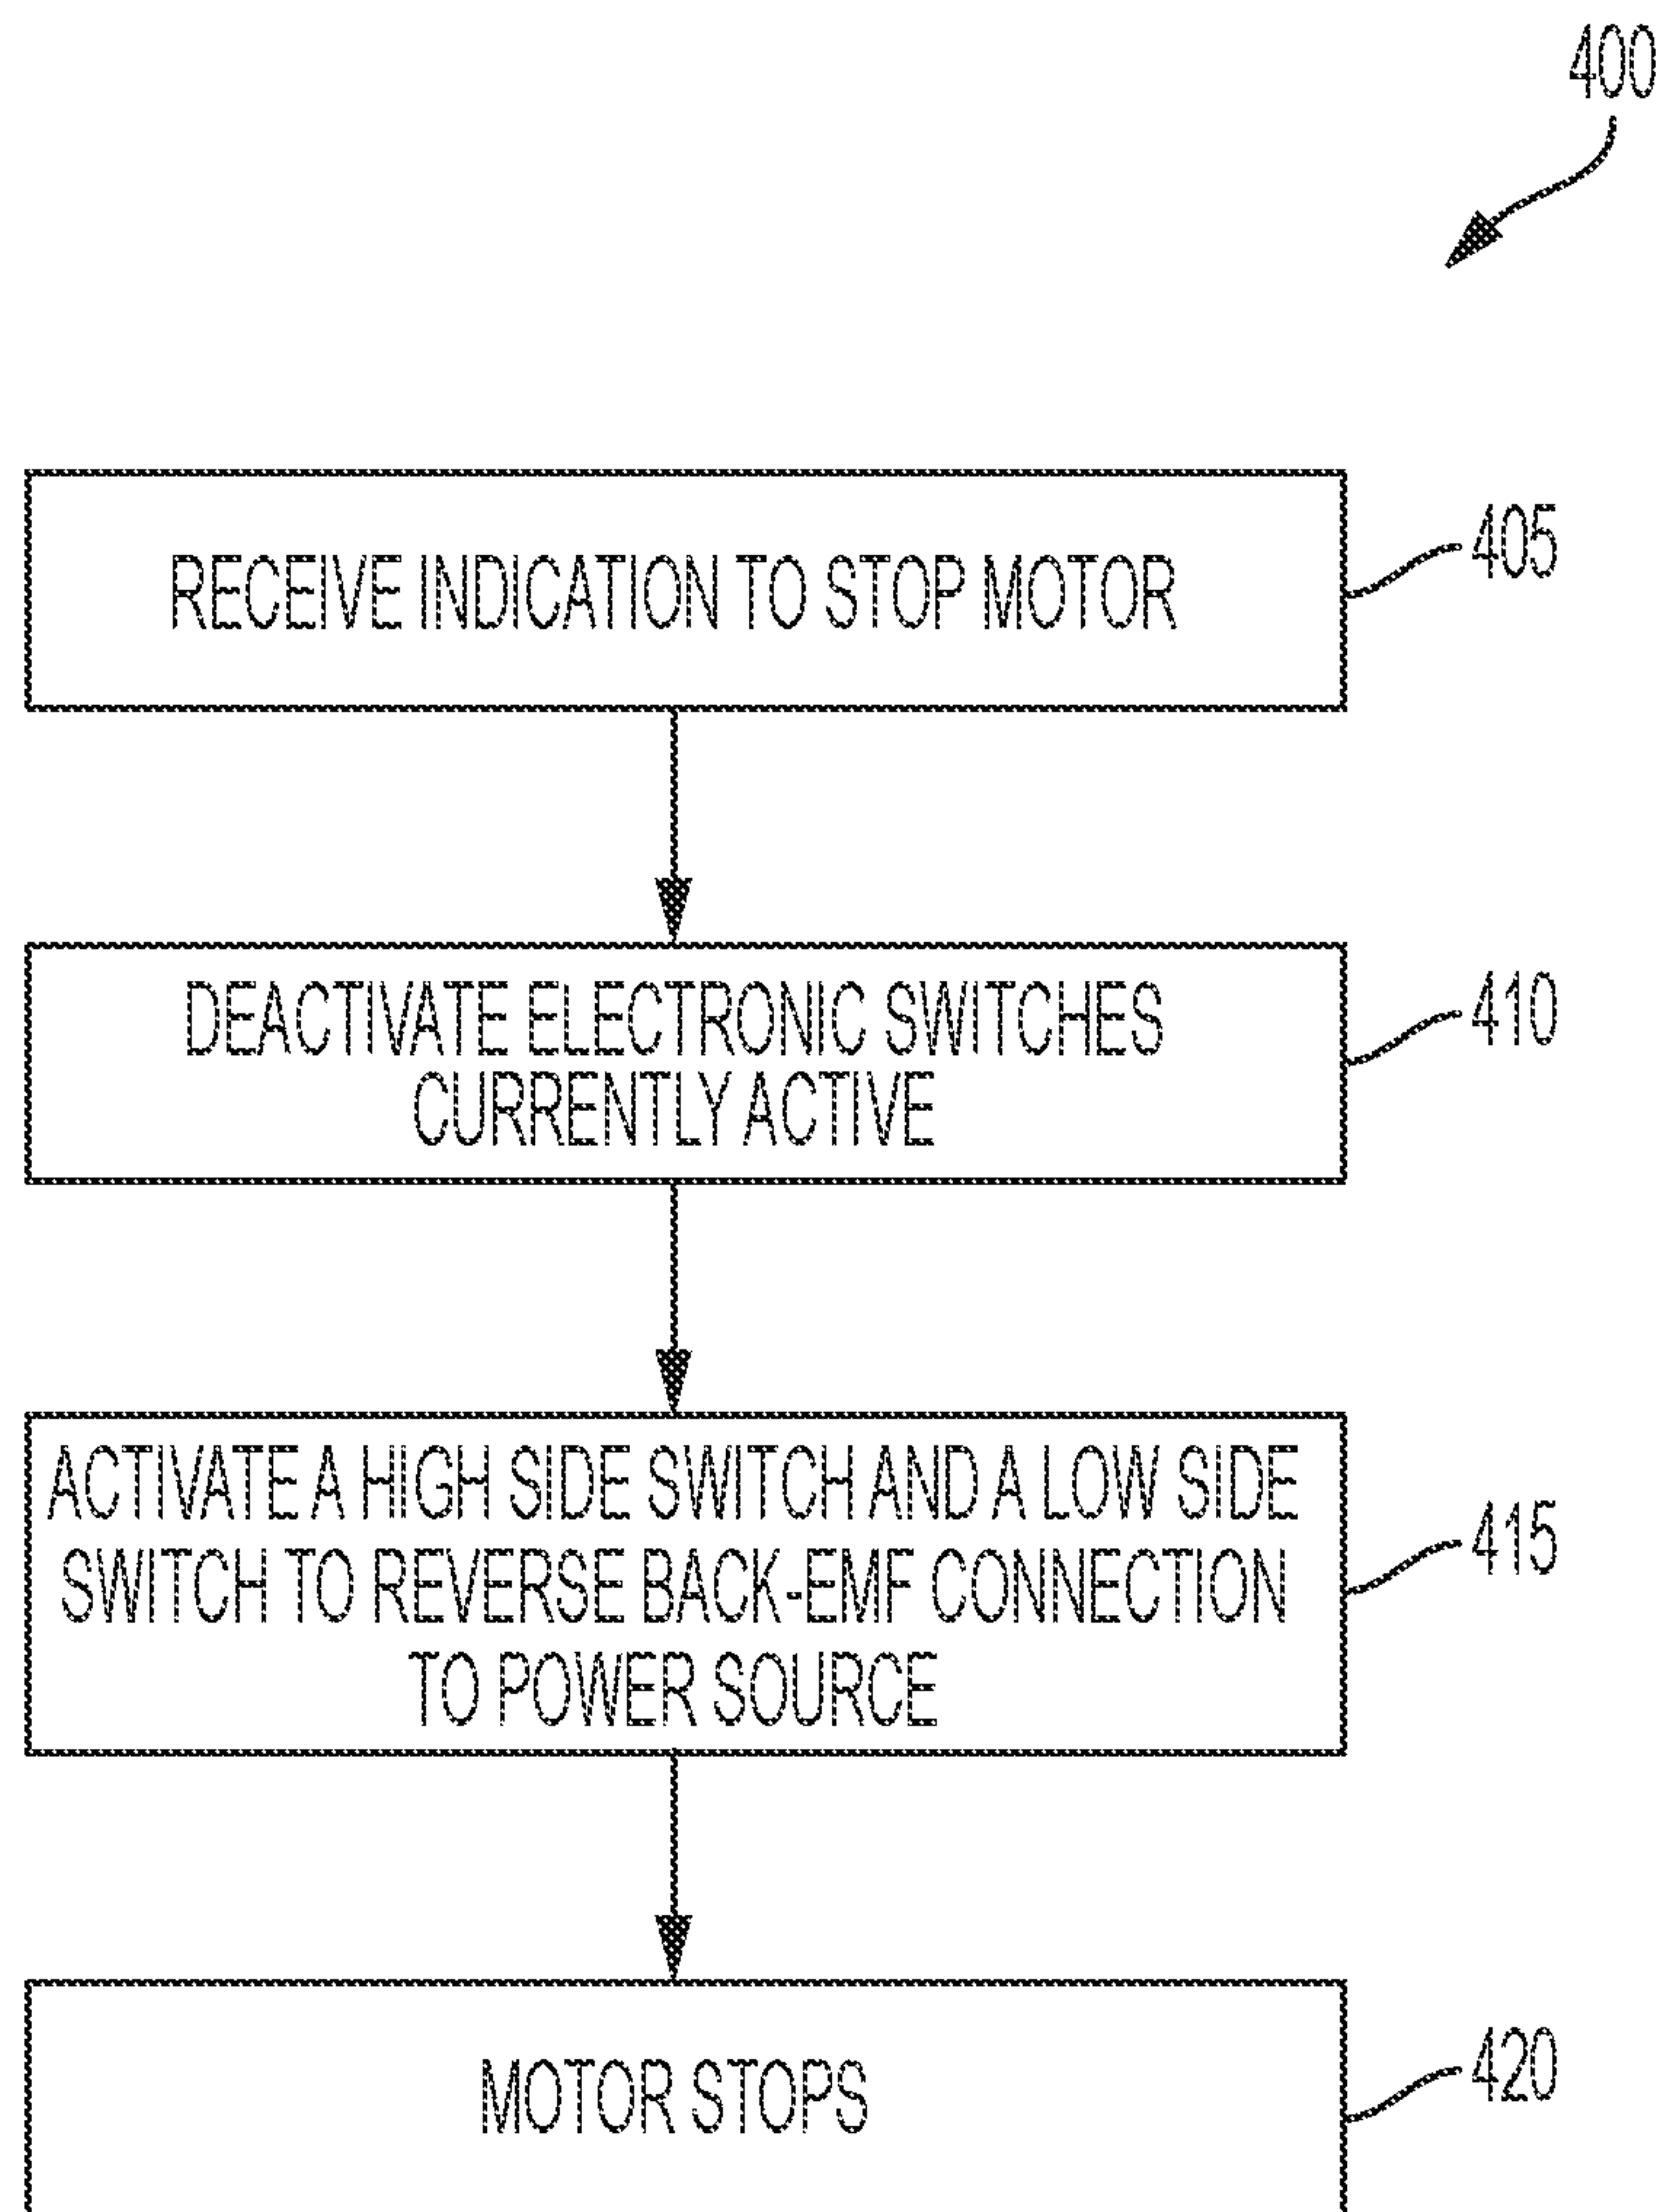 400
RECEIVE INDICATION TO STOP MOTOR
405
DEACTIVATE ELECTRONIC SWITCHES
CURRENTLY ACTIVE
410
ACTIVATE A HIGH SIDE SWITCH AND A LOW SIDE
SWITCH TO REVERSE BACK-EMF CONNECTION
TO POWER SOURCE
415
MOTOR STOPS
420